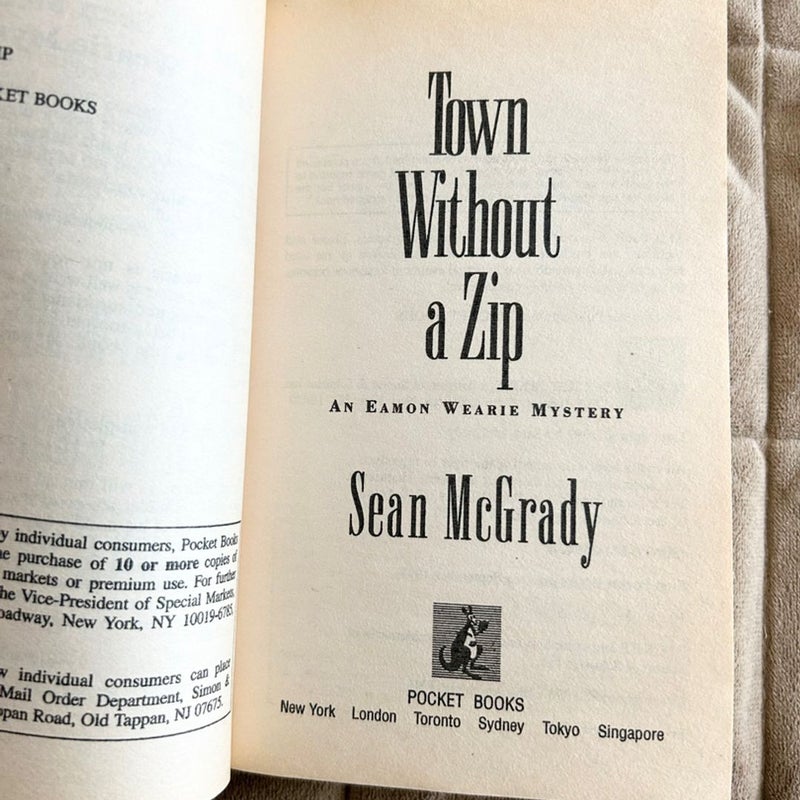 IP
KET BOOKS
y individual consumers, Pocket Books
e purchase of 10 or more copies of
markets or premium use. For further
he Vice-President of Special Markets,
oadway, New York, NY 10019-6785.
w individual consumers can place
Mail Order Department, Simon &
ppan Road, Old Tappan, NJ 07675.
Town
Without
a Zip
AN EAMON WEARIE MYSTERY
Sean McGrady
POCKET BOOKS
New York London Toronto Sydney Tokyo Singapore